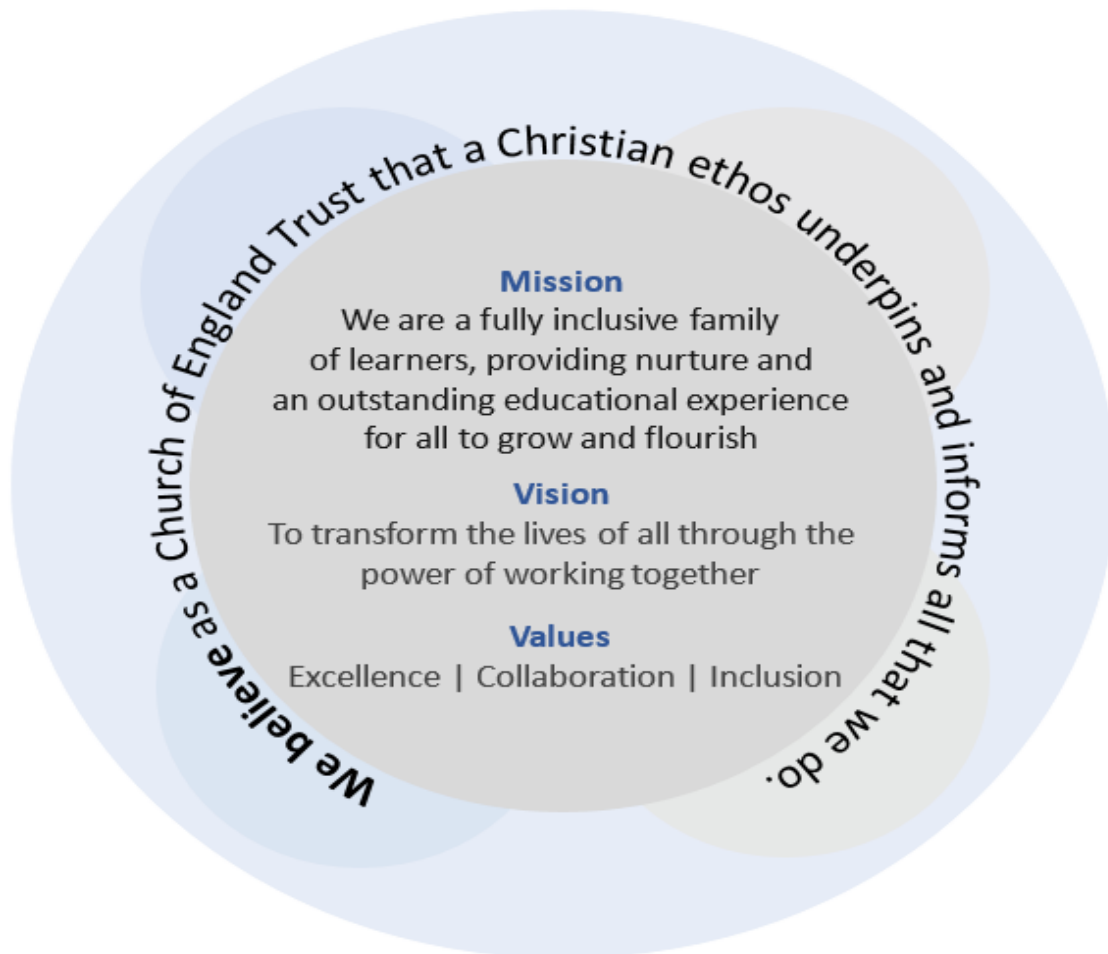 We believe as a Church of England Trust that a Christian ethos underpins and informs all that we do.
Mission
We are a fully inclusive family
of learners, providing nurture and
an outstanding educational experience
for all to grow and flourish
Vision
To transform the lives of all through the
power of working together
Values
Excellence | Collaboration | Inclusion